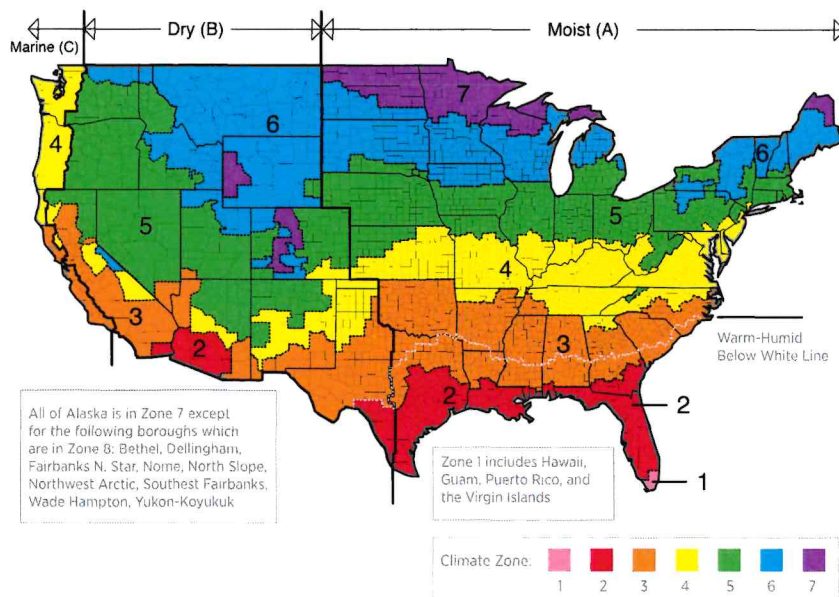 Marine (C)
Dry (B)
Moist (A)
7
6
4
6
5
5
4
3
3
2
2
2
1
Warm-Humid
Below White Line
All of Alaska is in Zone 7 except
for the following boroughs which
are in Zone 8: Bethel, Dellingham,
Fairbanks N. Star, Nome, North Slope,
Northwest Arctic, Southest Fairbanks,
Wade Hampton, Yukon-Koyukuk
Zone 1 includes Hawaii,
Guam, Puerto Rico, and
the Virgin Islands
Climate Zone:
1 2 3 4 5 6 7